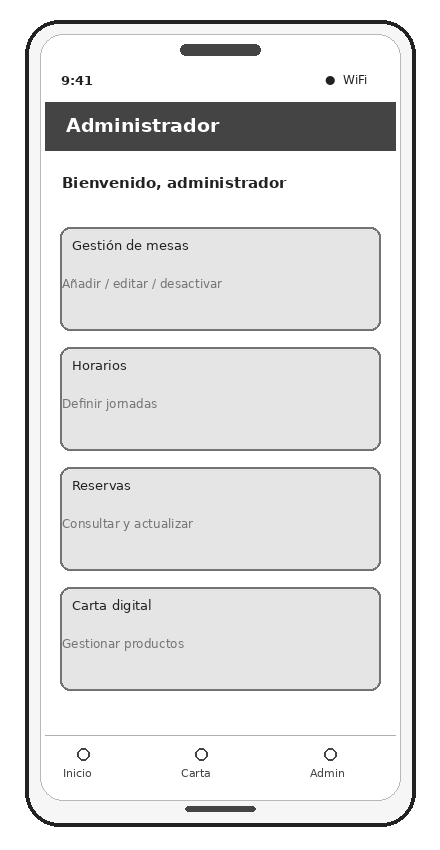 9:41 WiFi
Administrador
Bienvenido, administrador
Gestión de mesas
Añadir / editar / desactivar
Horarios
Definir jornadas
Reservas
Consultar y actualizar
Carta digital
Gestionar productos
Inicio Carta Admin